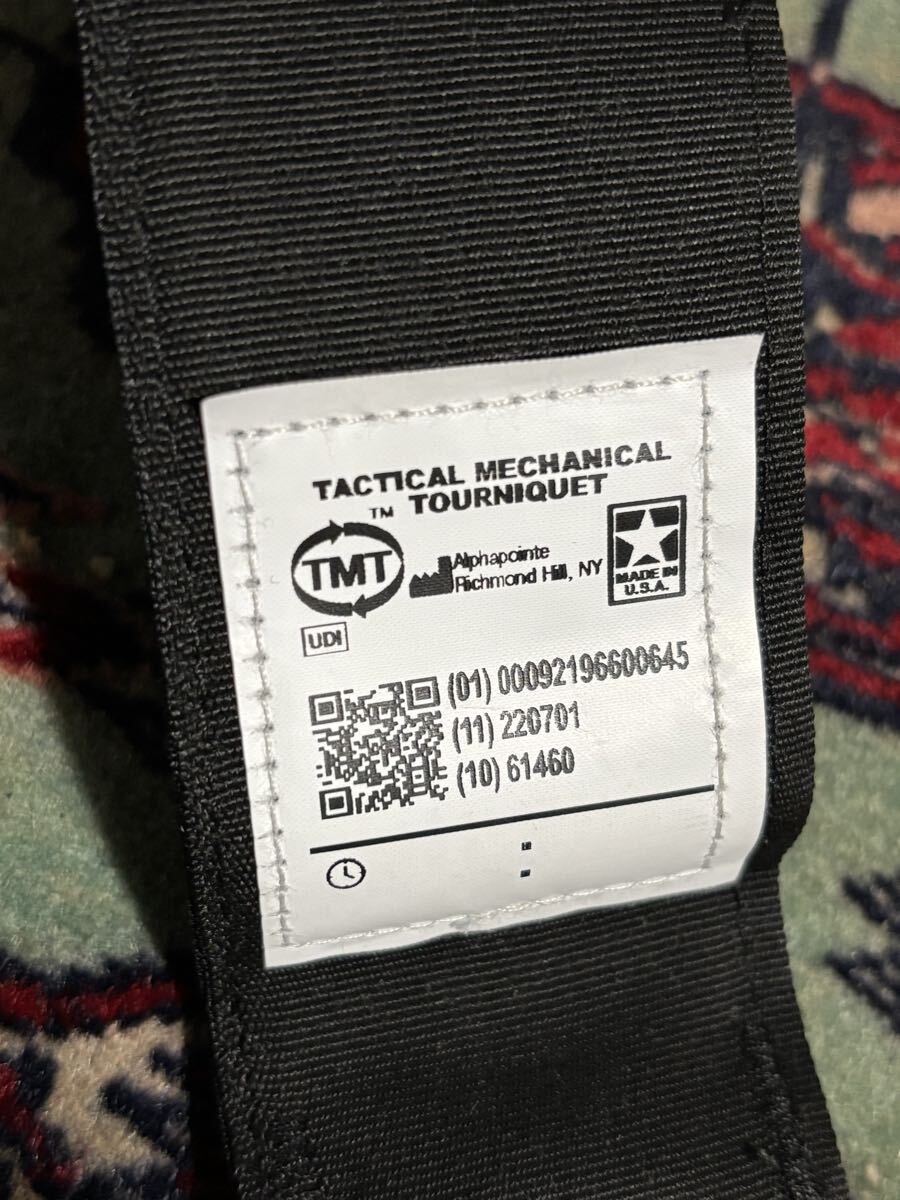 TACTICAL MECHANICAL
TM TOURNIQUET
TMT
Alphapointe
Richmond Hill, NY
MADE IN
U.S.A.
UDI
(01) 00092196600645
(11) 220701
(10) 61460
: